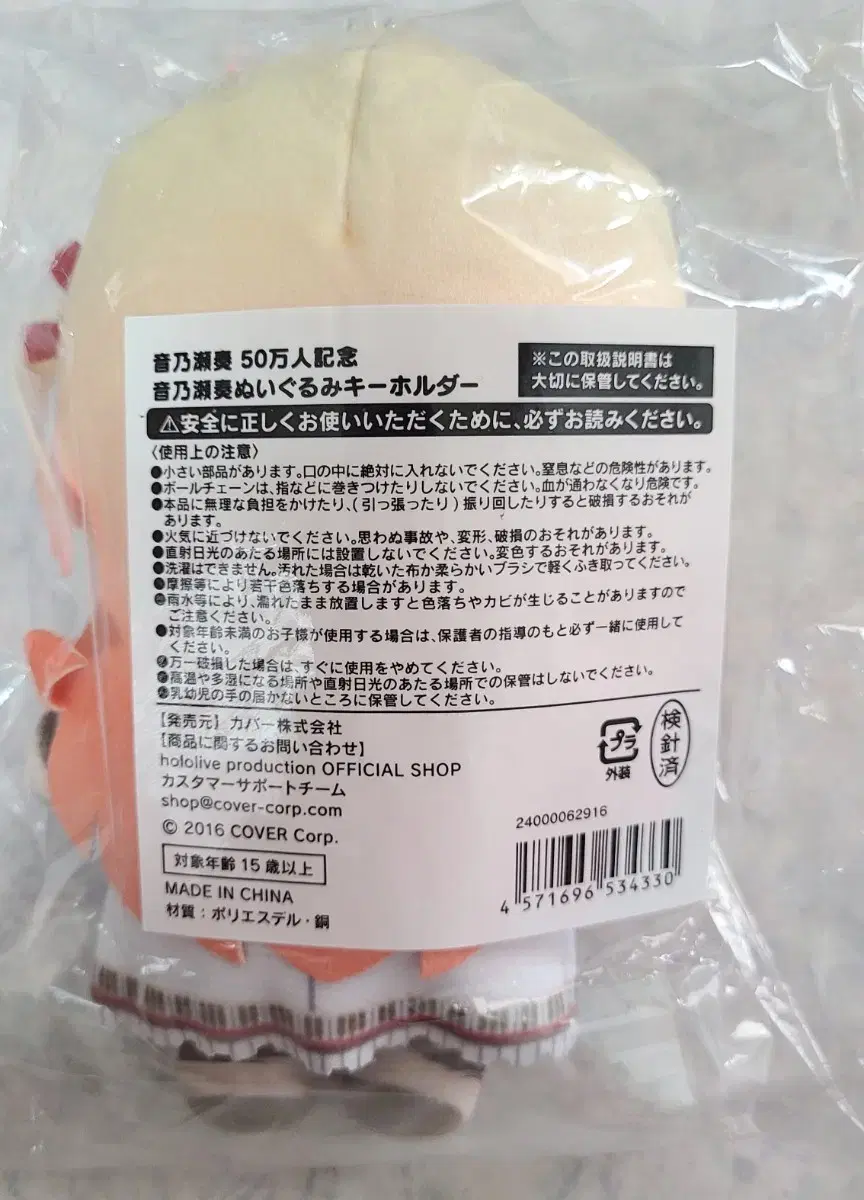 音乃瀬奏 50万人記念
音乃瀬奏ぬいぐるみキーホルダー
※この取扱説明書は
大切に保管してください。
⚠安全に正しくお使いいただくために、必ずお読みください。
〈使用上の注意〉
●小さい部品があります。口の中に絶対に入れないでください。窒息などの危険性があります。
●ボールチェーンは、指などに巻きつけたりしないでください。血が通わなくなり危険です。
●本品に無理な負担をかけたり、(引っ張ったり)振り回したりすると破損するおそれが
あります。
●火気に近づけないでください。思わぬ事故や、変形、破損のおそれがあります。
●直射日光のあたる場所には設置しないでください。変色するおそれがあります。
●洗濯はできません。汚れた場合は乾いた布か柔らかいブラシで軽くふき取ってください。
●摩擦等により若干色落ちする場合があります。
●雨水等により、濡れたまま放置しますと色落ちやカビが生じることがありますので
ご注意ください。
●対象年齢未満のお子様が使用する場合は、保護者の指導のもと必ず一緒に使用して
ください。
●万一破損した場合は、すぐに使用をやめてください。
●高温や多湿になる場所や直射日光のあたる場所での保管はしないでください。
●乳幼児の手の届かないところに保管してください。
【発売元】カバー株式会社
【商品に関するお問い合わせ】
hololive production OFFICIAL SHOP
カスタマーサポートチーム
shop@cover-corp.com
© 2016 COVER Corp.
対象年齢 15 歳以上
MADE IN CHINA
材質：ポリエステル・銅
プラ
外装
検針済
24000062916
4 571696 534330